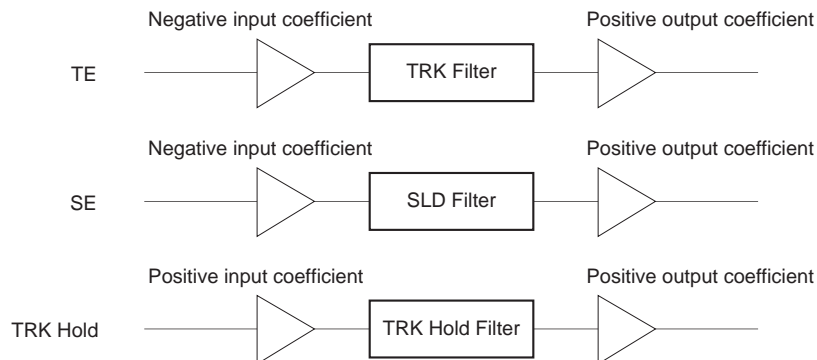 Negative input coefficient
Positive output coefficient
TE
TRK Filter
Negative input coefficient
Positive output coefficient
SE
SLD Filter
Positive input coefficient
Positive output coefficient
TRK Hold
TRK Hold Filter